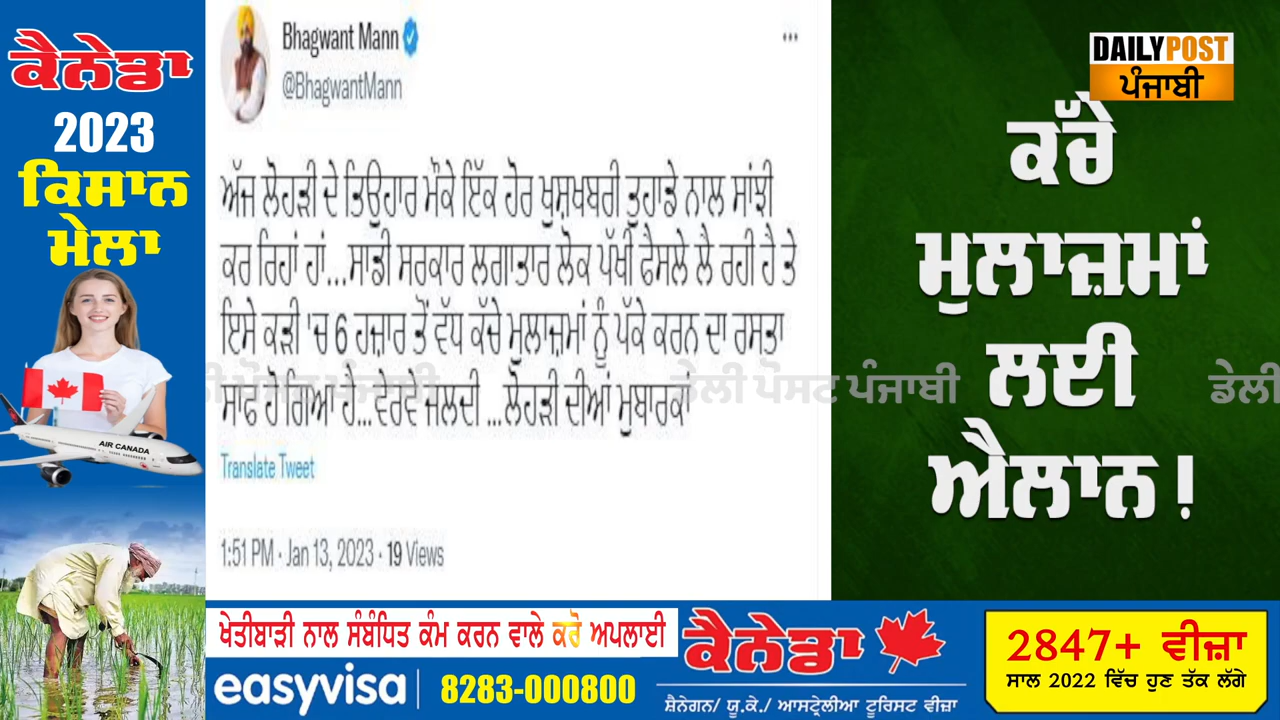 ਕੈਨੇਡਾ
2023
ਕਿਸਾਨ
ਮੇਲਾ
AIR CANADA
Bhagwant Mann
@BhagwantMann
ਅੱਜ ਲੋਹੜੀ ਦੇ ਤਿਉਹਾਰ ਮੌਕੇ ਇੱਕ ਹੋਰ ਖੁਸ਼ਖਬਰੀ ਤੁਹਾਡੇ ਨਾਲ ਸਾਂਝੀ
ਕਰ ਰਿਹਾਂ ਹਾਂ...ਸਾਡੀ ਸਰਕਾਰ ਲਗਾਤਾਰ ਲੋਕ ਪੱਖੀ ਫੈਸਲੇ ਲੈ ਰਹੀ ਹੈ ਤੇ
ਇਸੇ ਕੜੀ 'ਚ 6 ਹਜ਼ਾਰ ਤੋਂ ਵੱਧ ਕੱਚੇ ਮੁਲਾਜ਼ਮਾਂ ਨੂੰ ਪੱਕੇ ਕਰਨ ਦਾ ਰਸਤਾ
ਸਾਫ ਹੋ ਗਿਆ ਹੈ...ਵੇਰਵੇ ਜਲਦੀ ...ਲੋਹੜੀ ਦੀਆਂ ਮੁਬਾਰਕਾਂ
Translate Tweet
1:51 PM · Jan 13, 2023 · 19 Views
ਡੇਲੀ ਪੋਸਟ ਪੰਜਾਬੀ
DAILYPOST
ਪੰਜਾਬੀ
ਕੱਚੇ
ਮੁਲਾਜ਼ਮਾਂ
ਲਈ
ਐਲਾਨ!
ਖੇਤੀਬਾੜੀ ਨਾਲ ਸੰਬੰਧਿਤ ਕੰਮ ਕਰਨ ਵਾਲੇ ਕਰੋ ਅਪਲਾਈ
easyvisa
8283-000800
ਕੈਨੇਡਾ
ਸ਼ੈਨੇਗਨ/ ਯੂ.ਕੇ./ ਆਸਟ੍ਰੇਲੀਆ ਟੂਰਿਸਟ ਵੀਜ਼ਾ
2847+ ਵੀਜ਼ਾ
ਸਾਲ 2022 ਵਿੱਚ ਹੁਣ ਤੱਕ ਲੱਗੇ